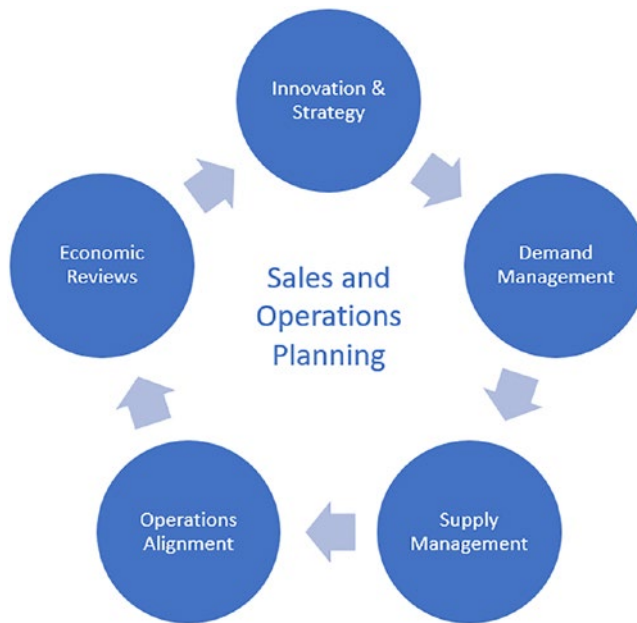 Innovation &
Strategy
Economic
Reviews
Demand
Management
Sales and
Operations
Planning
Operations
Alignment
Supply
Management